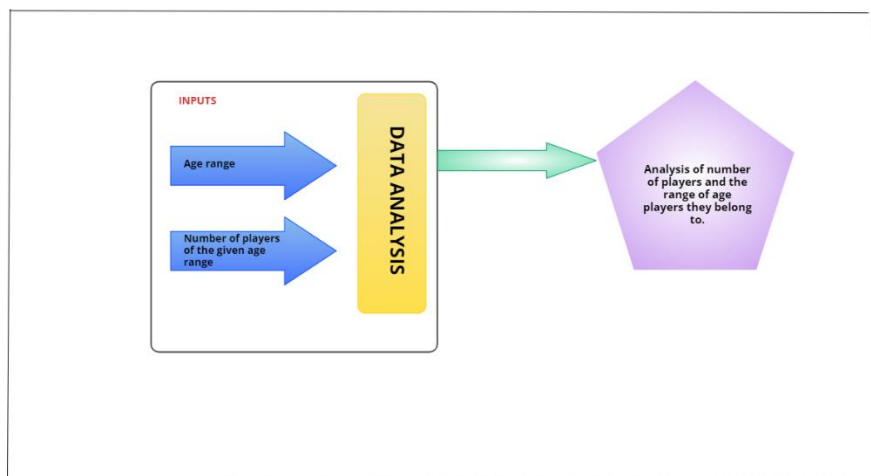 INPUTS
Age range
Number of players
of the given age
range
DATA ANALYSIS
Analysis of number
of players and the
range of age
players they belong
to.